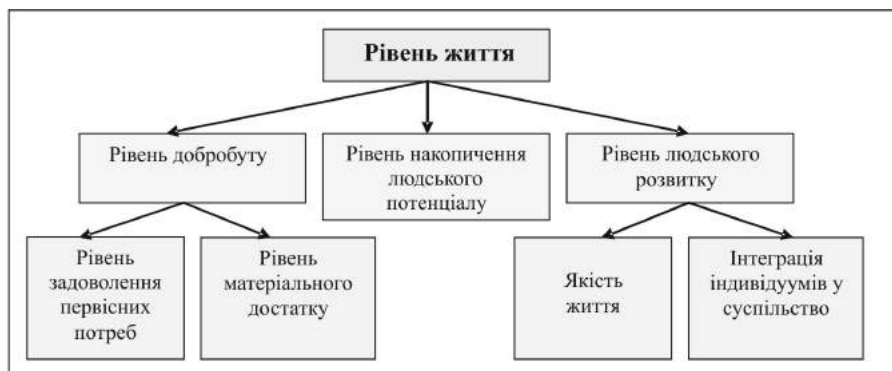 Рівень життя
Рівень добробуту
Рівень накопичення
людського
потенціалу
Рівень людського
розвитку
Рівень
задоволення
первісних
потреб
Рівень
матеріального
достатку
Якість
життя
Інтеграція
індивідуумів у
суспільство